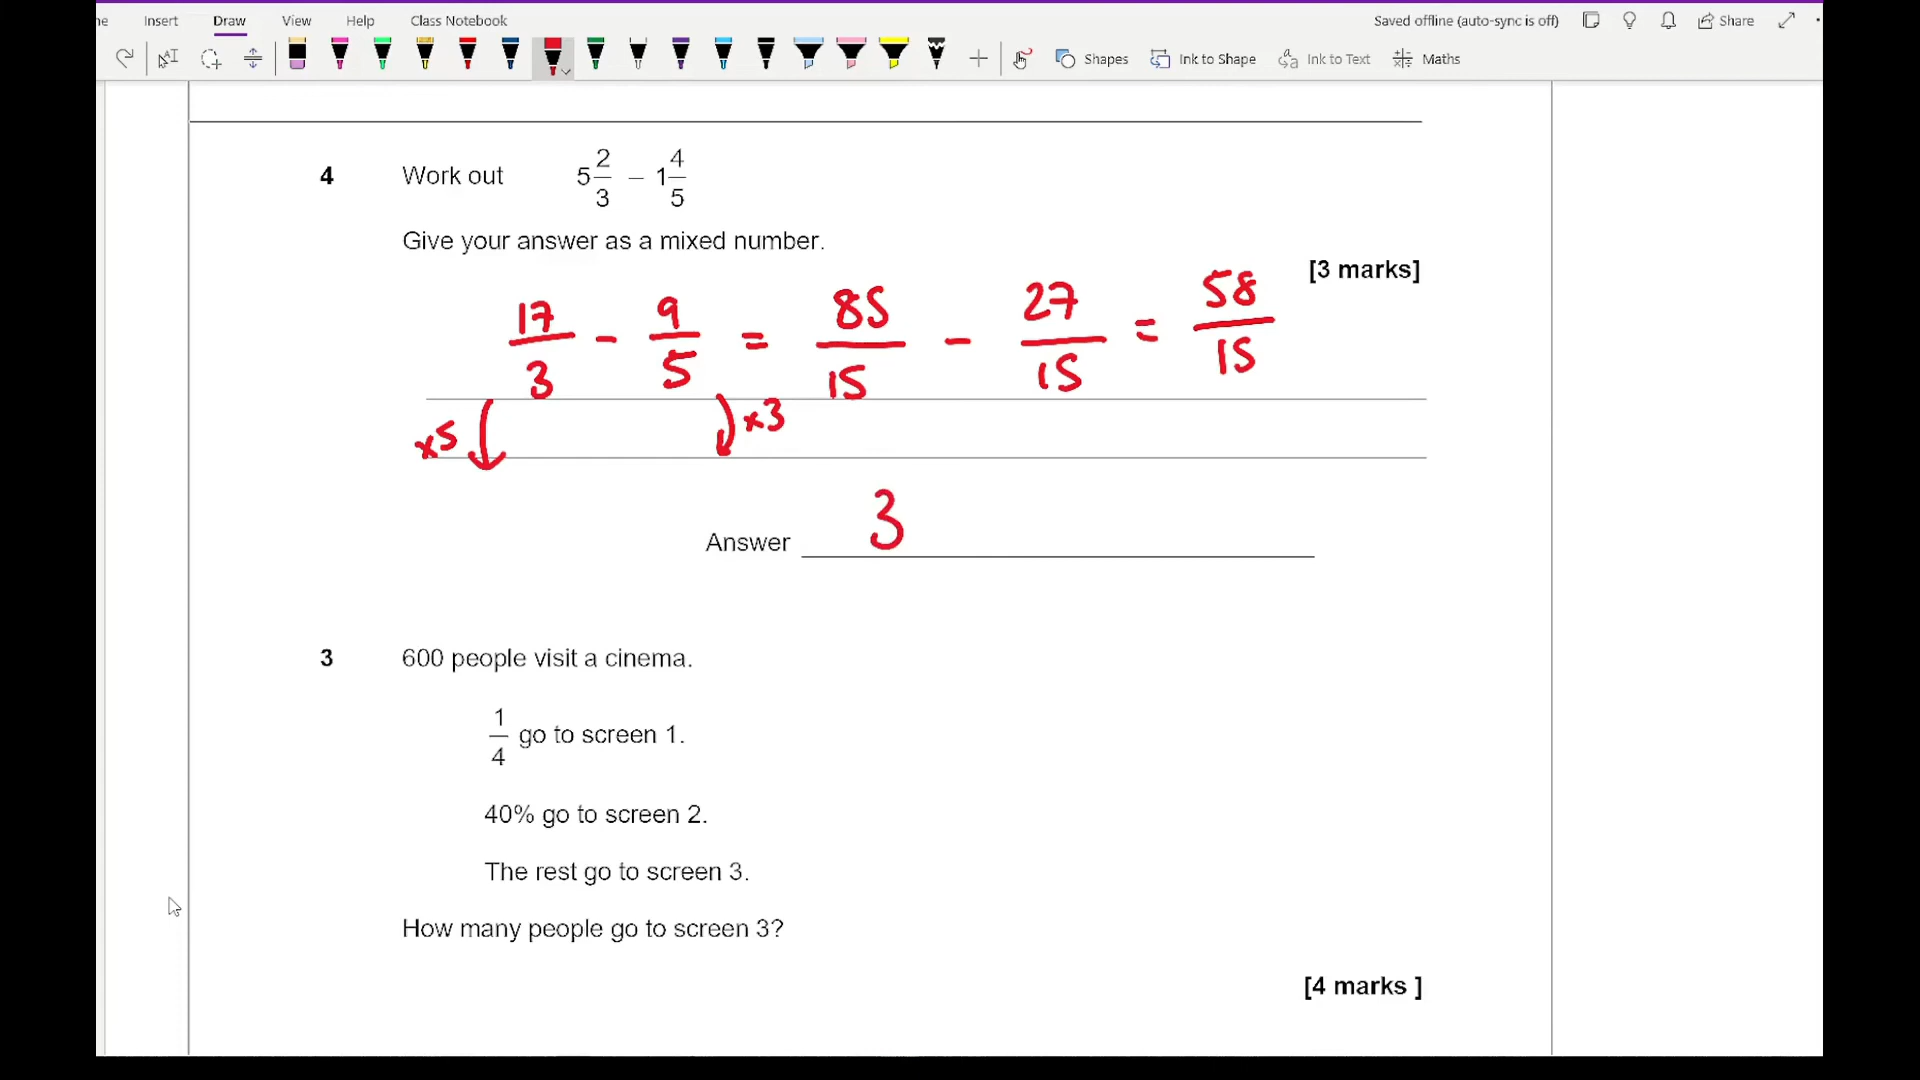 ne Insert Draw View Help Class Notebook Saved offline (auto-sync is off) Share
Shapes Ink to Shape Ink to Text Maths
4 Work out 5 2/3 – 1 4/5
Give your answer as a mixed number.
[3 marks]
17/3 - 9/5 = 85/15 - 27/15 = 58/15
x5 x3
Answer 3
3 600 people visit a cinema.
1/4 go to screen 1.
40% go to screen 2.
The rest go to screen 3.
How many people go to screen 3?
[4 marks ]